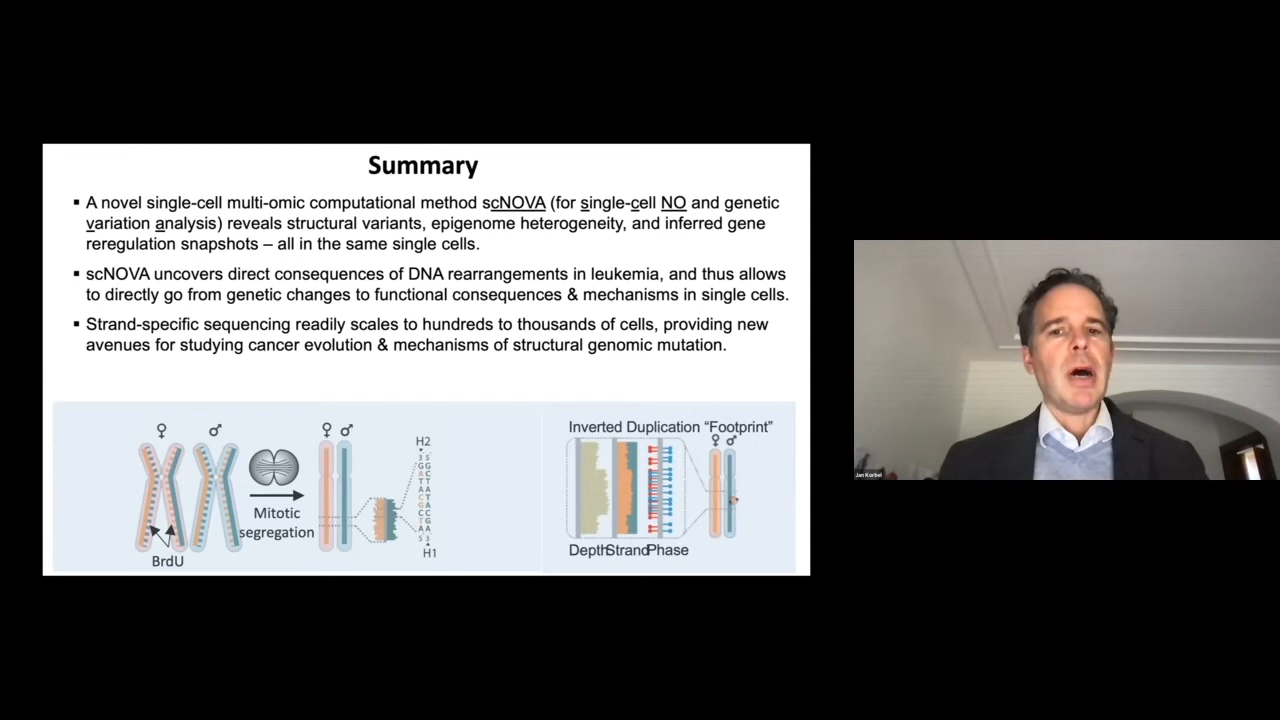 Summary
▪ A novel single-cell multi-omic computational method scNOVA (for single-cell NO and genetic
variation analysis) reveals structural variants, epigenome heterogeneity, and inferred gene
reregulation snapshots – all in the same single cells.
▪ scNOVA uncovers direct consequences of DNA rearrangements in leukemia, and thus allows
to directly go from genetic changes to functional consequences & mechanisms in single cells.
▪ Strand-specific sequencing readily scales to hundreds to thousands of cells, providing new
avenues for studying cancer evolution & mechanisms of structural genomic mutation.
♀ ♂
BrdU
Mitotic
segregation
♀ ♂
H2
H1
Inverted Duplication “Footprint”
♀ ♂
Depth Strand Phase
Jan Korbel